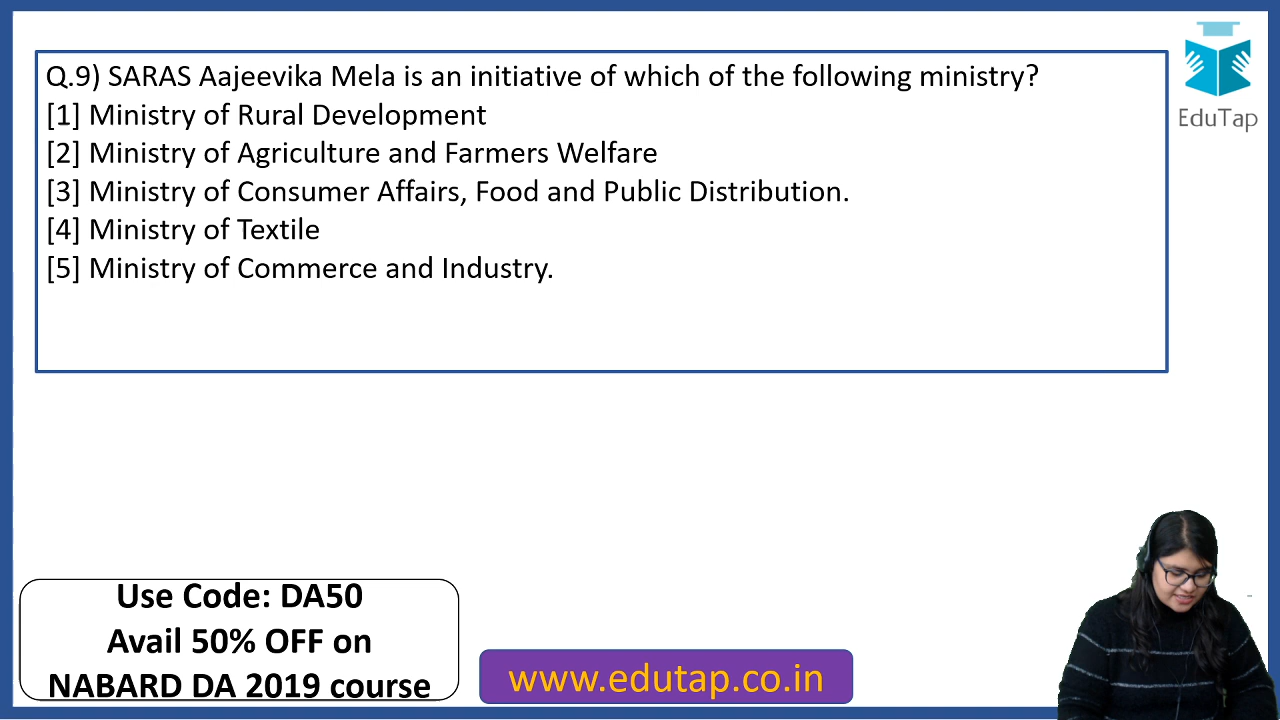 Q.9) SARAS Aajeevika Mela is an initiative of which of the following ministry?
[1] Ministry of Rural Development
[2] Ministry of Agriculture and Farmers Welfare
[3] Ministry of Consumer Affairs, Food and Public Distribution.
[4] Ministry of Textile
[5] Ministry of Commerce and Industry.
EduTap
Use Code: DA50
Avail 50% OFF on
NABARD DA 2019 course
www.edutap.co.in